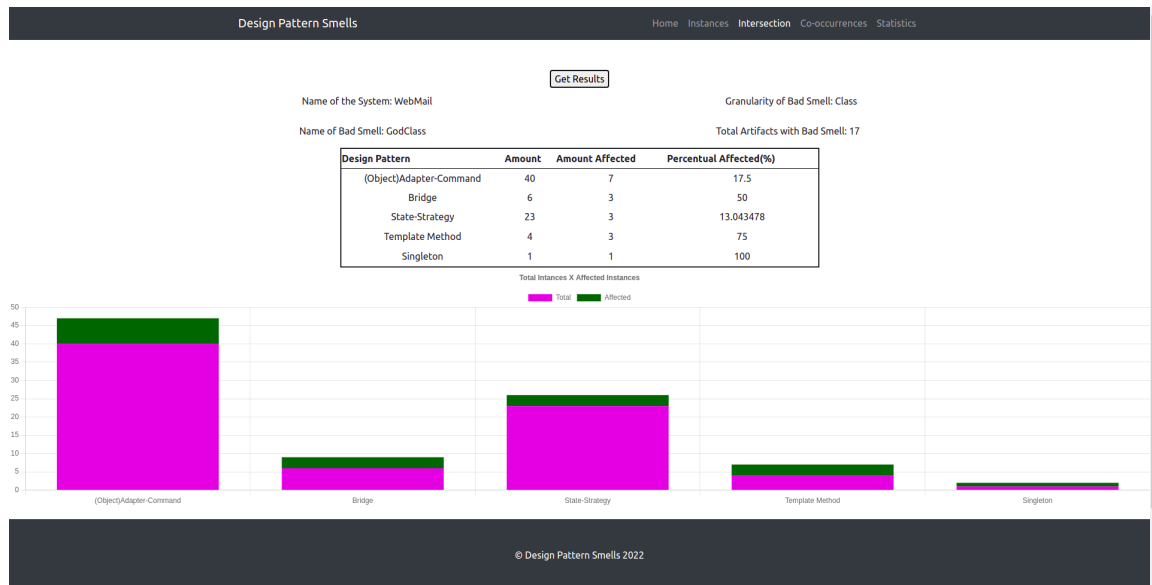 Design Pattern Smells
Home Instances Intersection Co-occurrences Statistics
Get Results
Name of the System: WebMail
Granularity of Bad Smell: Class
Name of Bad Smell: GodClass
Total Artifacts with Bad Smell: 17
Design Pattern Amount Amount Affected Percentual Affected(%)
(Object)Adapter-Command 40 7 17.5
Bridge 6 3 50
State-Strategy 23 3 13.043478
Template Method 4 3 75
Singleton 1 1 100
Total Intances X Affected Instances
Total Affected
50
45
40
35
30
25
20
15
10
5
0
(Object)Adapter-Command Bridge State-Strategy Template Method Singleton
© Design Pattern Smells 2022